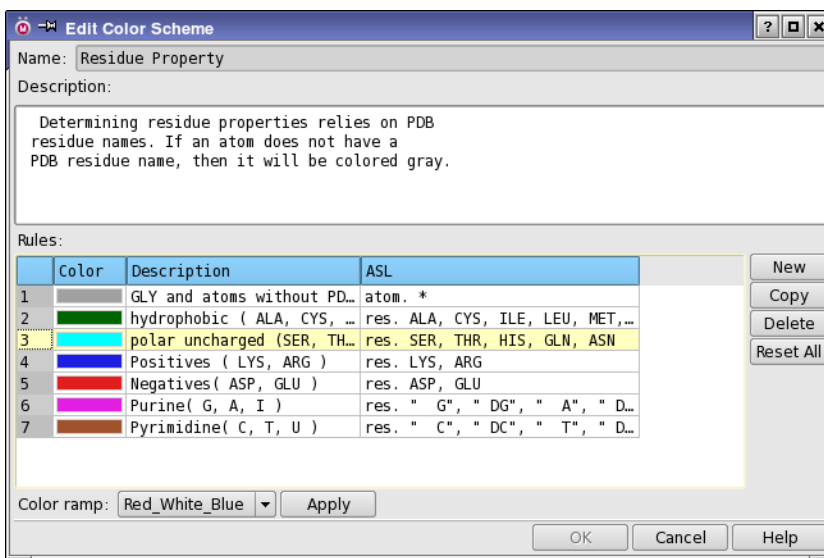 Edit Color Scheme
Name: Residue Property
Description:
Determining residue properties relies on PDB
residue names. If an atom does not have a
PDB residue name, then it will be colored gray.
Rules:
Color Description ASL
1 GLY and atoms without PD… atom. *
2 hydrophobic ( ALA, CYS, … res. ALA, CYS, ILE, LEU, MET,…
3 polar uncharged (SER, TH… res. SER, THR, HIS, GLN, ASN
4 Positives ( LYS, ARG ) res. LYS, ARG
5 Negatives( ASP, GLU ) res. ASP, GLU
6 Purine( G, A, I ) res. "  G", " DG", "  A", " D…
7 Pyrimidine( C, T, U ) res. "  C", " DC", "  T", " D…
New
Copy
Delete
Reset All
Color ramp: Red_White_Blue Apply
OK Cancel Help